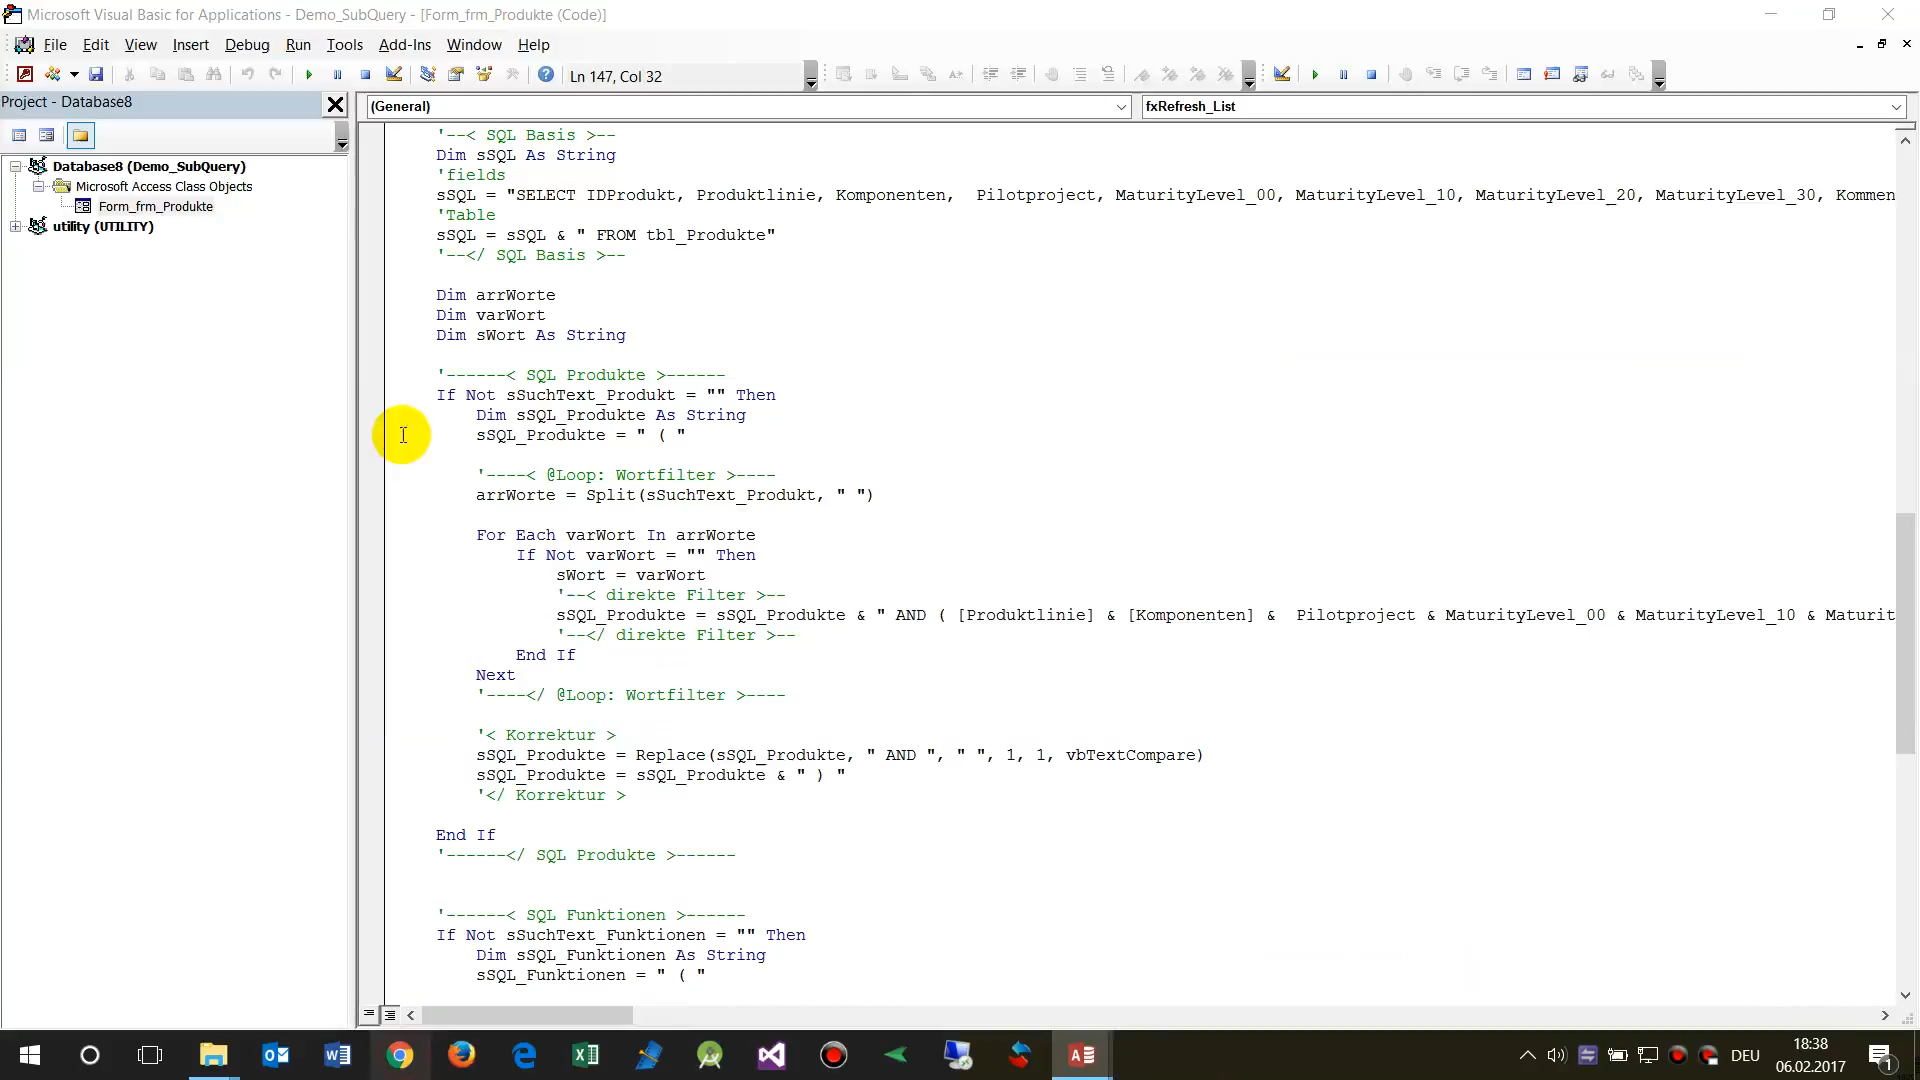 Microsoft Visual Basic for Applications - Demo_SubQuery - [Form_frm_Produkte (Code)]
File Edit View Insert Debug Run Tools Add-Ins Window Help
Ln 147, Col 32
Project - Database8
(General)
fxRefresh_List
Database8 (Demo_SubQuery)
Microsoft Access Class Objects
Form_frm_Produkte
utility (UTILITY)
'--< SQL Basis >--
Dim sSQL As String
'fields
sSQL = "SELECT IDProdukt, Produktlinie, Komponenten,  Pilotproject, MaturityLevel_00, MaturityLevel_10, MaturityLevel_20, MaturityLevel_30, Kommen
'Table
sSQL = sSQL & " FROM tbl_Produkte"
'--</ SQL Basis >--
Dim arrWorte
Dim varWort
Dim sWort As String
'------< SQL Produkte >------
If Not sSuchText_Produkt = "" Then
Dim sSQL_Produkte As String
sSQL_Produkte = " ( "
'----< @Loop: Wortfilter >----
arrWorte = Split(sSuchText_Produkt, " ")
For Each varWort In arrWorte
If Not varWort = "" Then
sWort = varWort
'--< direkte Filter >--
sSQL_Produkte = sSQL_Produkte & " AND ( [Produktlinie] & [Komponenten] &  Pilotproject & MaturityLevel_00 & MaturityLevel_10 & Maturit
'--</ direkte Filter >--
End If
Next
'----</ @Loop: Wortfilter >----
'< Korrektur >
sSQL_Produkte = Replace(sSQL_Produkte, " AND ", " ", 1, 1, vbTextCompare)
sSQL_Produkte = sSQL_Produkte & " ) "
'</ Korrektur >
End If
'------</ SQL Produkte >------
'------< SQL Funktionen >------
If Not sSuchText_Funktionen = "" Then
Dim sSQL_Funktionen As String
sSQL_Funktionen = " ( "
DEU
18:38
06.02.2017
1